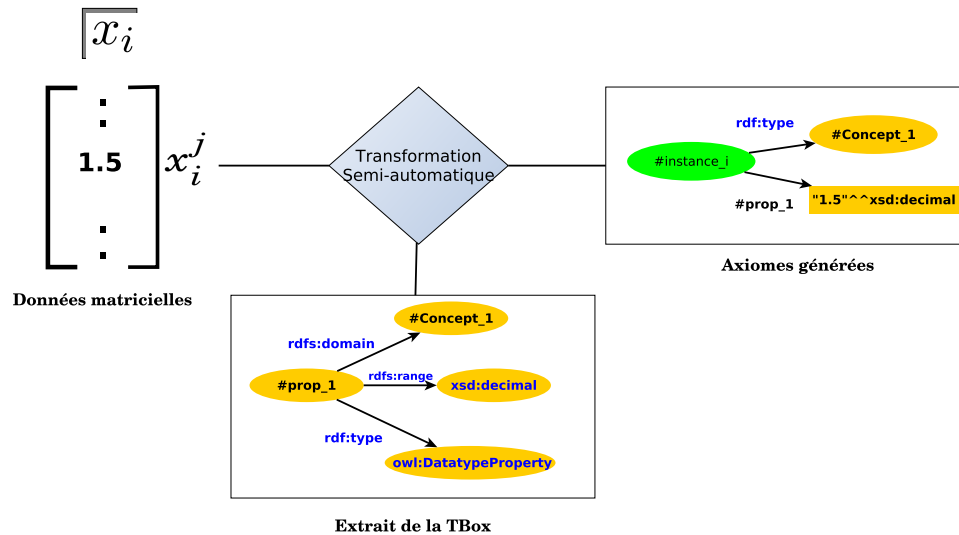 x_i
1.5
x_i^j
Données matricielles
Transformation
Semi-automatique
rdf:type
#Concept_1
#instance_i
#prop_1
"1.5"^^xsd:decimal
Axiomes générées
#Concept_1
rdfs:domain
#prop_1
rdfs:range
xsd:decimal
rdf:type
owl:DatatypeProperty
Extrait de la TBox